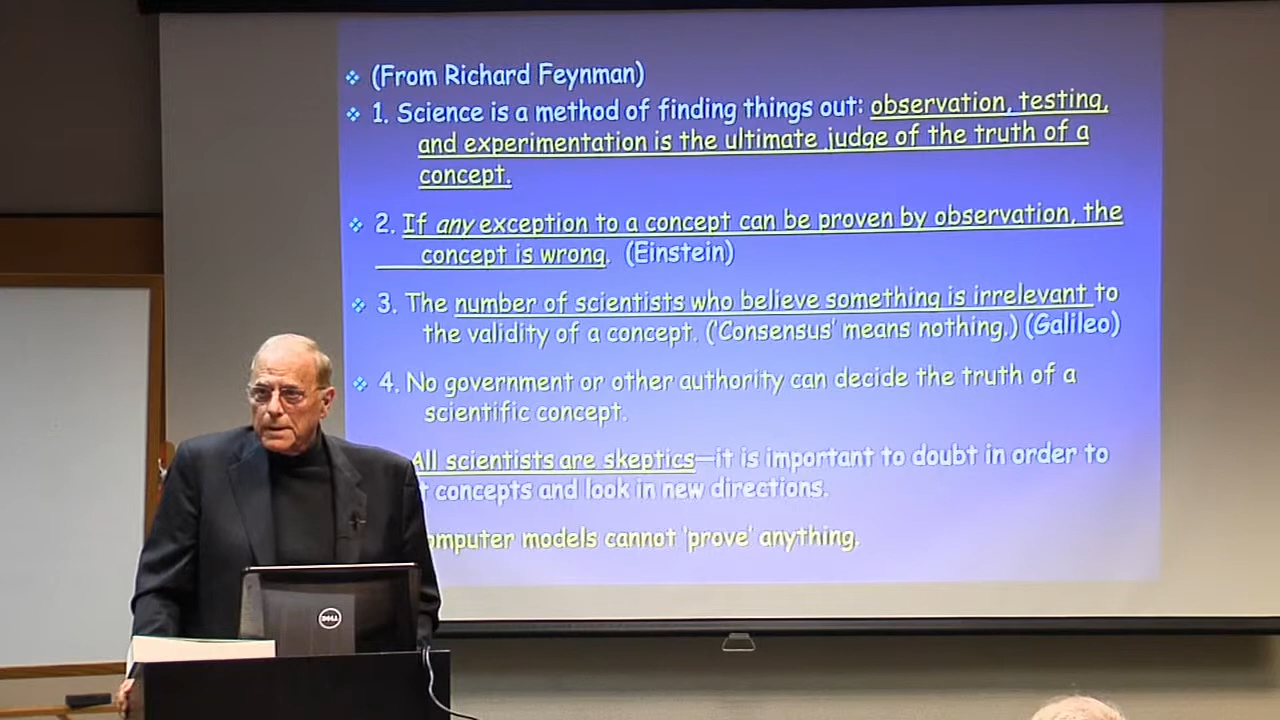 (From Richard Feynman)
1. Science is a method of finding things out: observation, testing,
and experimentation is the ultimate judge of the truth of a
concept.
2. If any exception to a concept can be proven by observation, the
concept is wrong. (Einstein)
3. The number of scientists who believe something is irrelevant to
the validity of a concept. ('Consensus' means nothing.) (Galileo)
4. No government or other authority can decide the truth of a
scientific concept.
All scientists are skeptics—it is important to doubt in order to
concepts and look in new directions.
computer models cannot 'prove' anything.
DELL